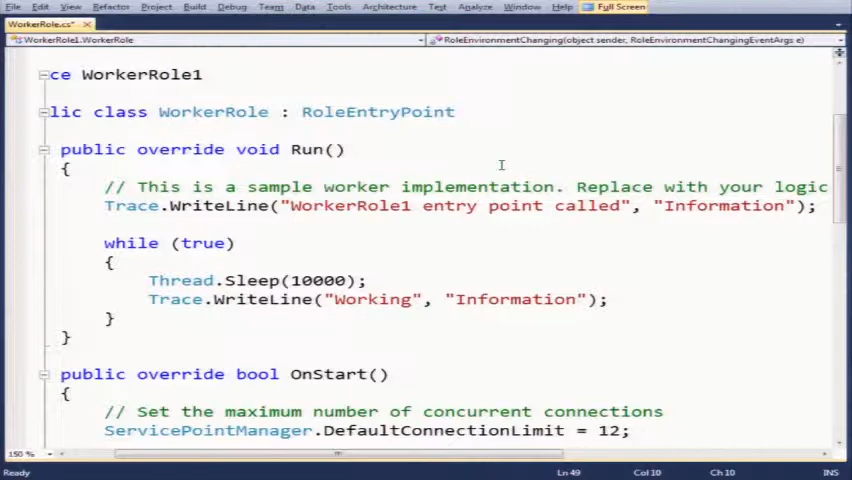 File Edit View Refactor Project Build Debug Team Data Tools Architecture Test Analyze Window Help Full Screen
WorkerRole.cs*
WorkerRole1.WorkerRole RoleEnvironmentChanging(object sender, RoleEnvironmentChangingEventArgs e)
ce WorkerRole1
lic class WorkerRole : RoleEntryPoint
public override void Run()
{
// This is a sample worker implementation. Replace with your logic
Trace.WriteLine("WorkerRole1 entry point called", "Information");
while (true)
{
Thread.Sleep(10000);
Trace.WriteLine("Working", "Information");
}
}
public override bool OnStart()
{
// Set the maximum number of concurrent connections
ServicePointManager.DefaultConnectionLimit = 12;
150 %
Ready Ln 49 Col 10 Ch 10 INS